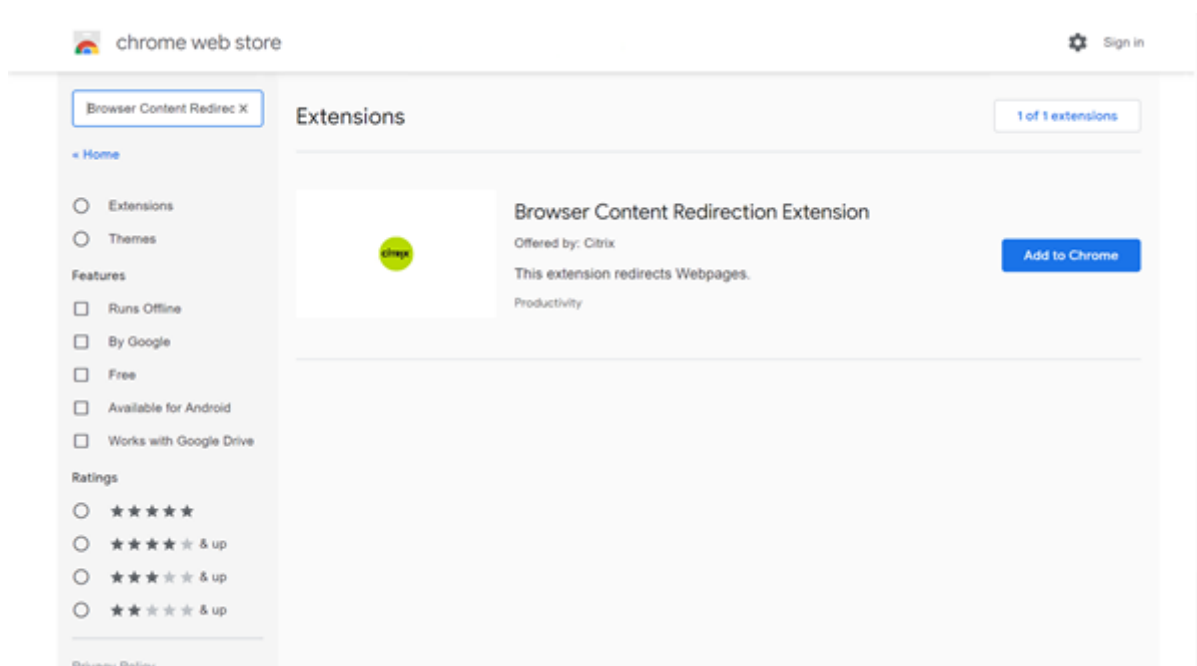 chrome web store
Sign in
Browser Content Redirec
« Home
Extensions
Themes
Features
Runs Offline
By Google
Free
Available for Android
Works with Google Drive
Ratings
& up
& up
& up
Privacy Policy
Extensions
1 of 1 extensions
citrix
Browser Content Redirection Extension
Offered by: Citrix
This extension redirects Webpages.
Productivity
Add to Chrome